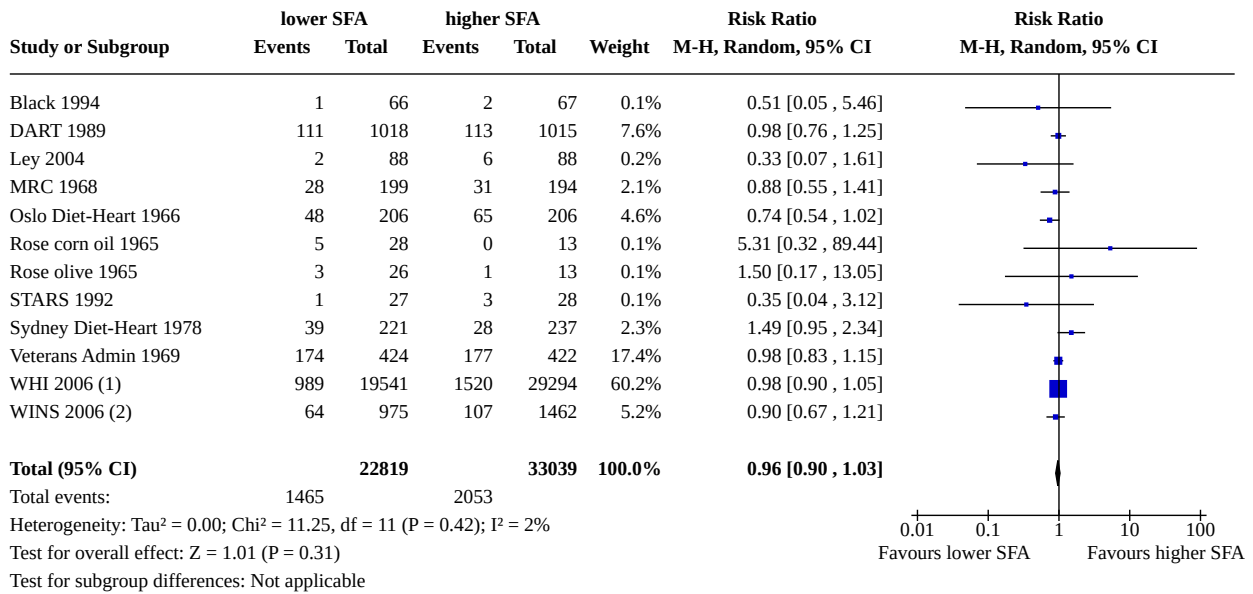 lower SFA higher SFA Risk Ratio Risk Ratio
Study or Subgroup Events Total Events Total Weight M-H, Random, 95% CI M-H, Random, 95% CI
Black 1994 1 66 2 67 0.1% 0.51 [0.05 , 5.46]
DART 1989 111 1018 113 1015 7.6% 0.98 [0.76 , 1.25]
Ley 2004 2 88 6 88 0.2% 0.33 [0.07 , 1.61]
MRC 1968 28 199 31 194 2.1% 0.88 [0.55 , 1.41]
Oslo Diet-Heart 1966 48 206 65 206 4.6% 0.74 [0.54 , 1.02]
Rose corn oil 1965 5 28 0 13 0.1% 5.31 [0.32 , 89.44]
Rose olive 1965 3 26 1 13 0.1% 1.50 [0.17 , 13.05]
STARS 1992 1 27 3 28 0.1% 0.35 [0.04 , 3.12]
Sydney Diet-Heart 1978 39 221 28 237 2.3% 1.49 [0.95 , 2.34]
Veterans Admin 1969 174 424 177 422 17.4% 0.98 [0.83 , 1.15]
WHI 2006 (1) 989 19541 1520 29294 60.2% 0.98 [0.90 , 1.05]
WINS 2006 (2) 64 975 107 1462 5.2% 0.90 [0.67 , 1.21]
Total (95% CI) 22819 33039 100.0% 0.96 [0.90 , 1.03]
Total events: 1465 2053
Heterogeneity: Tau² = 0.00; Chi² = 11.25, df = 11 (P = 0.42); I² = 2%
0.01 0.1 1 10 100
Test for overall effect: Z = 1.01 (P = 0.31)
Favours lower SFA Favours higher SFA
Test for subgroup differences: Not applicable